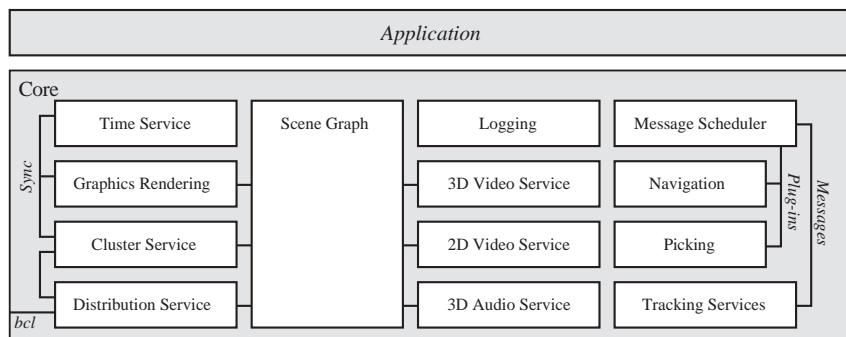 Application
Core
Time Service
Scene Graph
Logging
Message Scheduler
Sync
Graphics Rendering
3D Video Service
Navigation
Plug-ins
Messages
Cluster Service
2D Video Service
Picking
Distribution Service
3D Audio Service
Tracking Services
bcl